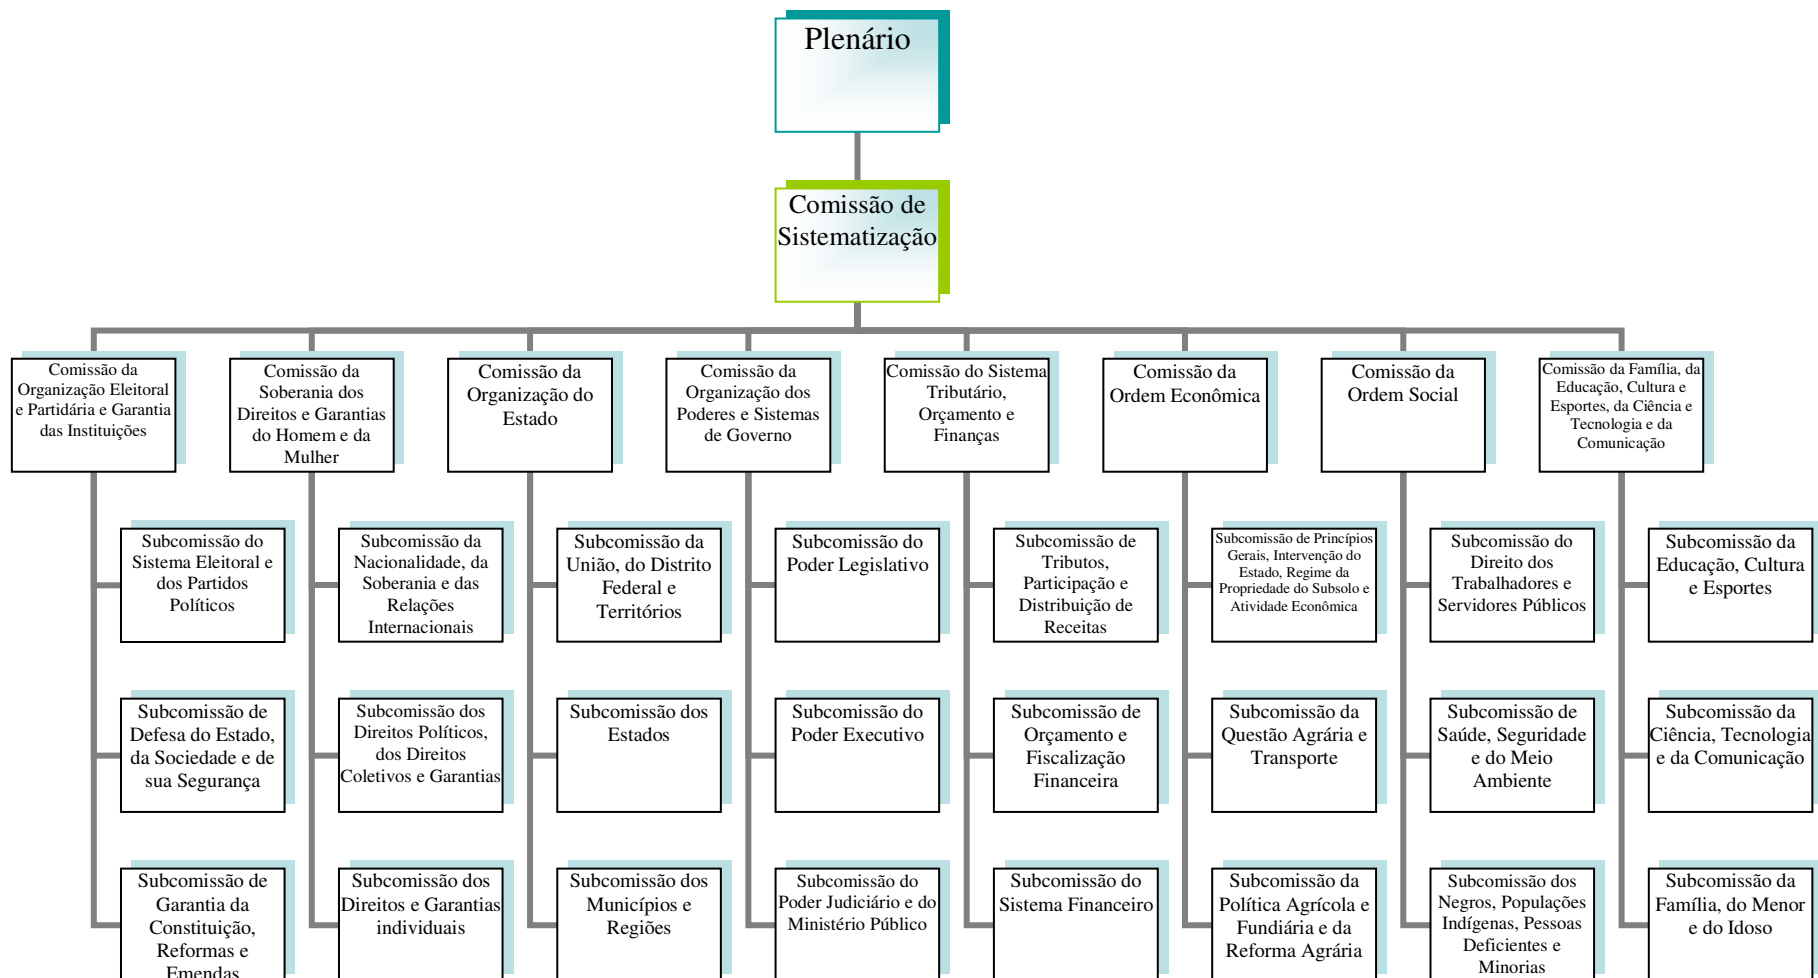 Plenário
Comissão de
Sistematização
Comissão da
Organização Eleitoral
e Partidária e Garantia
das Instituições
Comissão da
Soberania dos
Direitos e Garantias
do Homem e da
Mulher
Comissão da
Organização do
Estado
Comissão da
Organização dos
Poderes e Sistemas
de Governo
Comissão do Sistema
Tributário,
Orçamento e
Finanças
Comissão da
Ordem Econômica
Comissão da
Ordem Social
Comissão da Família, da
Educação, Cultura e
Esportes, da Ciência e
Tecnologia e da
Comunicação
Subcomissão do
Sistema Eleitoral e
dos Partidos
Políticos
Subcomissão da
Nacionalidade, da
Soberania e das
Relações
Internacionais
Subcomissão da
União, do Distrito
Federal e
Territórios
Subcomissão do
Poder Legislativo
Subcomissão de
Tributos,
Participação e
Distribuição de
Receitas
Subcomissão de Princípios
Gerais, Intervenção do
Estado, Regime da
Propriedade do Subsolo e
Atividade Econômica
Subcomissão do
Direito dos
Trabalhadores e
Servidores Públicos
Subcomissão da
Educação, Cultura
e Esportes
Subcomissão de
Defesa do Estado,
da Sociedade e de
sua Segurança
Subcomissão dos
Direitos Políticos,
dos Direitos
Coletivos e Garantias
Subcomissão dos
Estados
Subcomissão do
Poder Executivo
Subcomissão de
Orçamento e
Fiscalização
Financeira
Subcomissão da
Questão Agrária e
Transporte
Subcomissão de
Saúde, Seguridade
e do Meio
Ambiente
Subcomissão da
Ciência, Tecnologia
e da Comunicação
Subcomissão de
Garantia da
Constituição,
Reformas e
Emendas
Subcomissão dos
Direitos e Garantias
individuais
Subcomissão dos
Municípios e
Regiões
Subcomissão do
Poder Judiciário e do
Ministério Público
Subcomissão do
Sistema Financeiro
Subcomissão da
Política Agrícola e
Fundiária e da
Reforma Agrária
Subcomissão dos
Negros, Populações
Indígenas, Pessoas
Deficientes e
Minorias
Subcomissão da
Família, do Menor
e do Idoso